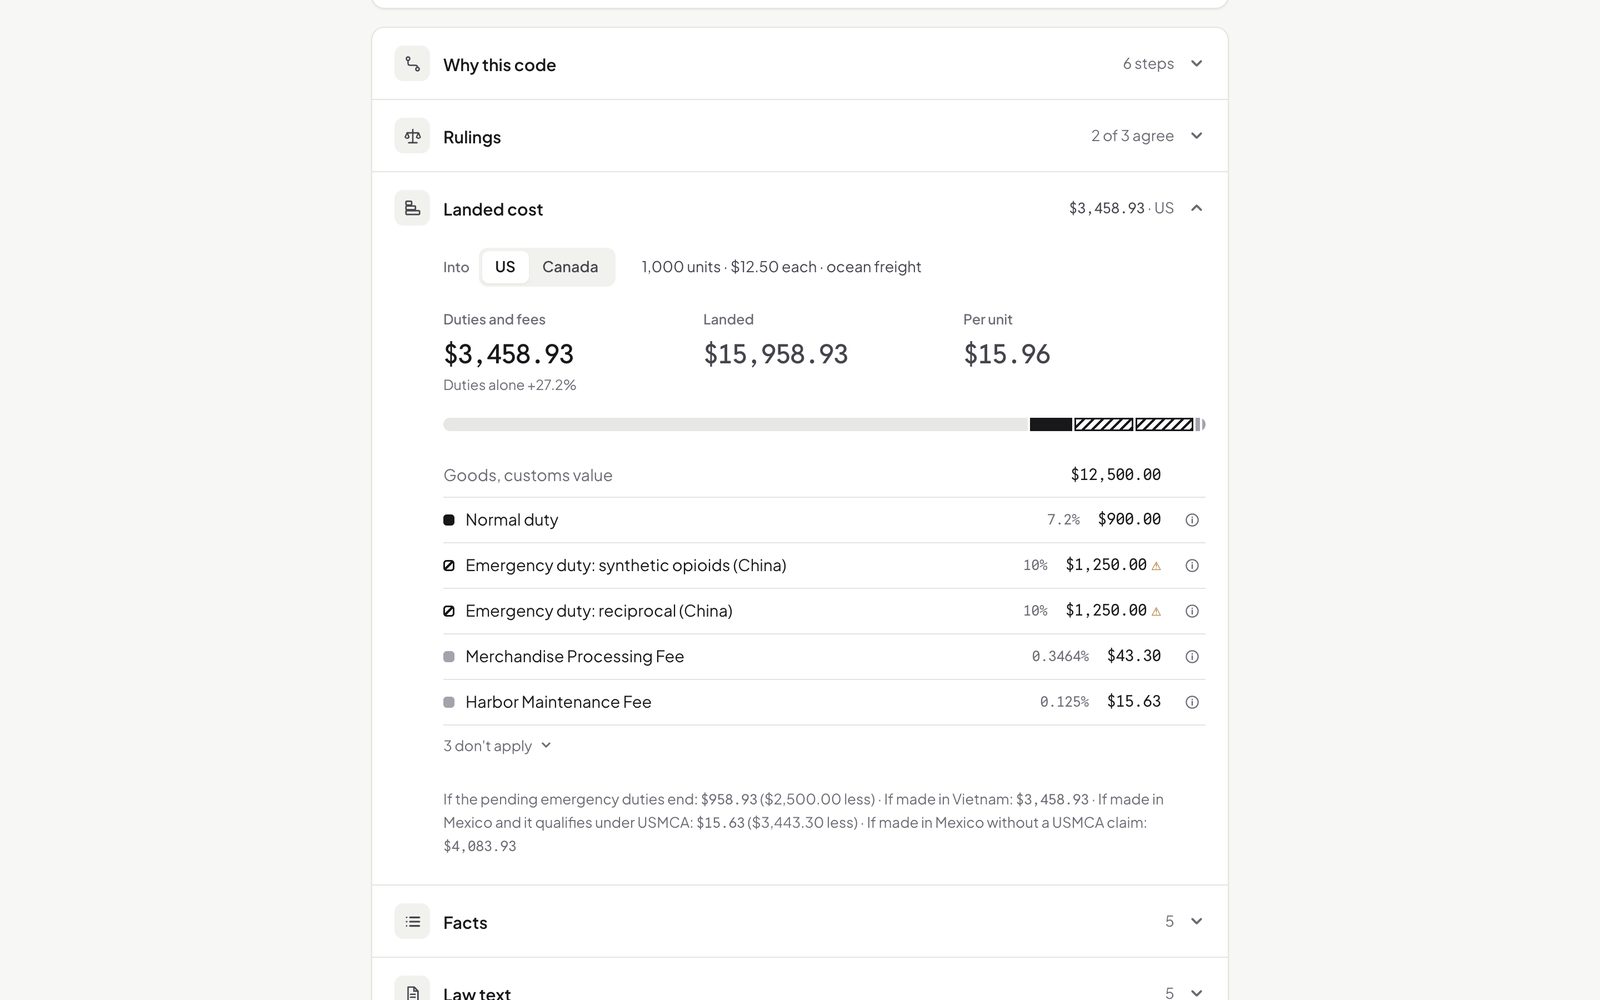 Why this code 6 steps
Rulings 2 of 3 agree
Landed cost $3,458.93 · US
Into US Canada 1,000 units · $12.50 each · ocean freight
Duties and fees Landed Per unit
$3,458.93 $15,958.93 $15.96
Duties alone +27.2%
Goods, customs value $12,500.00
Normal duty 7.2% $900.00
Emergency duty: synthetic opioids (China) 10% $1,250.00
Emergency duty: reciprocal (China) 10% $1,250.00
Merchandise Processing Fee 0.3464% $43.30
Harbor Maintenance Fee 0.125% $15.63
3 don't apply
If the pending emergency duties end: $958.93 ($2,500.00 less) · If made in Vietnam: $3,458.93 · If made in
Mexico and it qualifies under USMCA: $15.63 ($3,443.30 less) · If made in Mexico without a USMCA claim:
$4,083.93
Facts 5
Law text 5